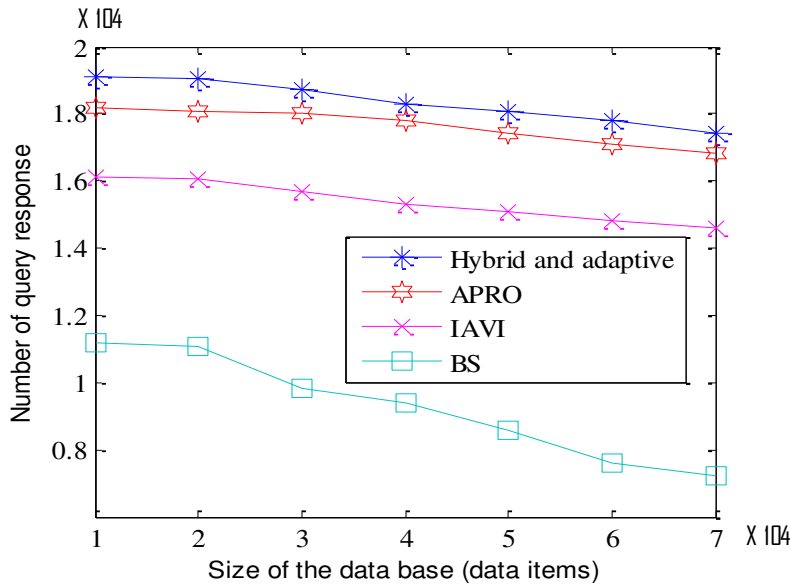 X 104
2
1.8
1.6
1.4
1.2
1
0.8
Number of query response
Hybrid and adaptive
APRO
IAVI
BS
1 2 3 4 5 6 7 X 104
Size of the data base (data items)